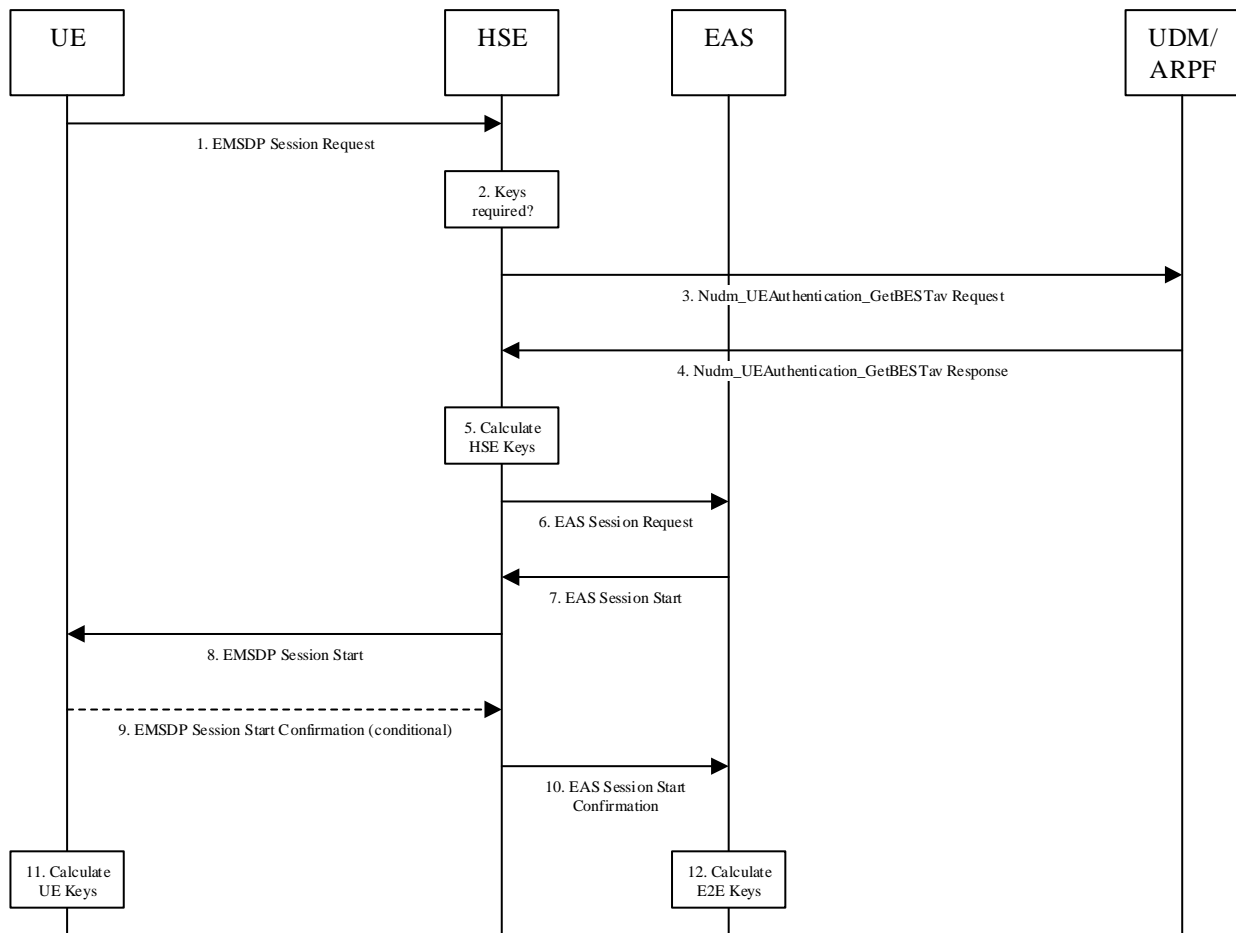 UE
HSE
EAS
UDM/
ARPF
1. EMSDP Session Request
2. Keys
required?
3. Nudm_UEAuthentication_GetBESTav Request
4. Nudm_UEAuthentication_GetBESTav Response
5. Calculate
HSE Keys
6. EAS Session Request
7. EAS Session Start
8. EMSDP Session Start
9. EMSDP Session Start Confirmation (conditional)
10. EAS Session Start
Confirmation
11. Calculate
UE Keys
12. Calculate
E2E Keys